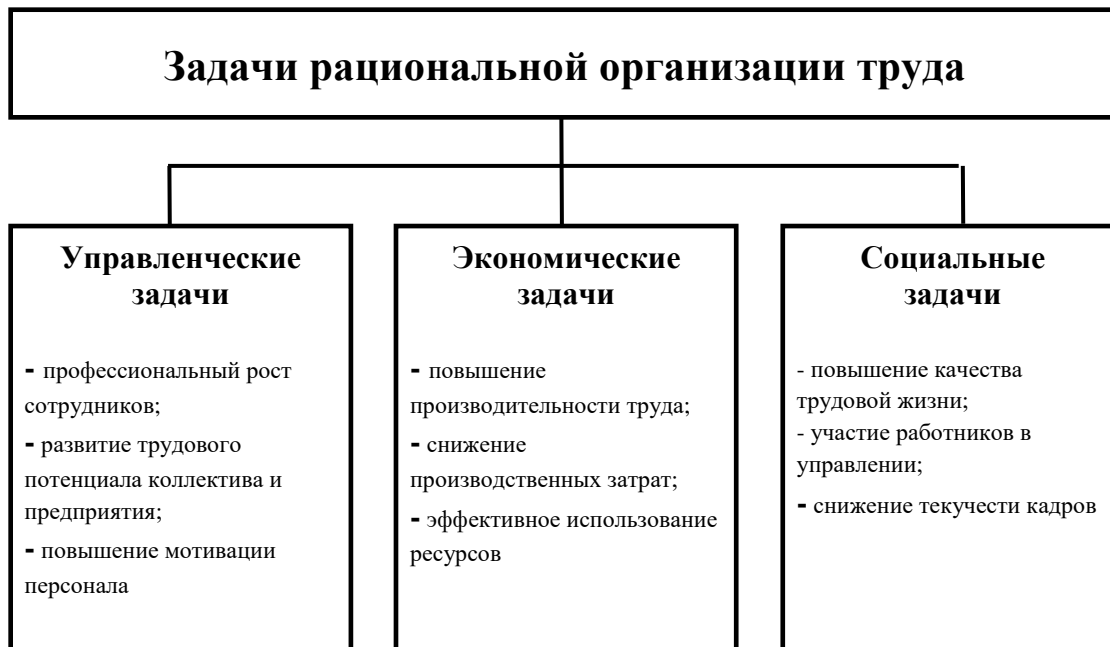 Задачи рациональной организации труда
Управленческие
задачи
- профессиональный рост
сотрудников;
- развитие трудового
потенциала коллектива и
предприятия;
- повышение мотивации
персонала
Экономические
задачи
- повышение
производительности труда;
- снижение
производственных затрат;
- эффективное использование
ресурсов
Социальные
задачи
- повышение качества
трудовой жизни;
- участие работников в
управлении;
- снижение текучести кадров